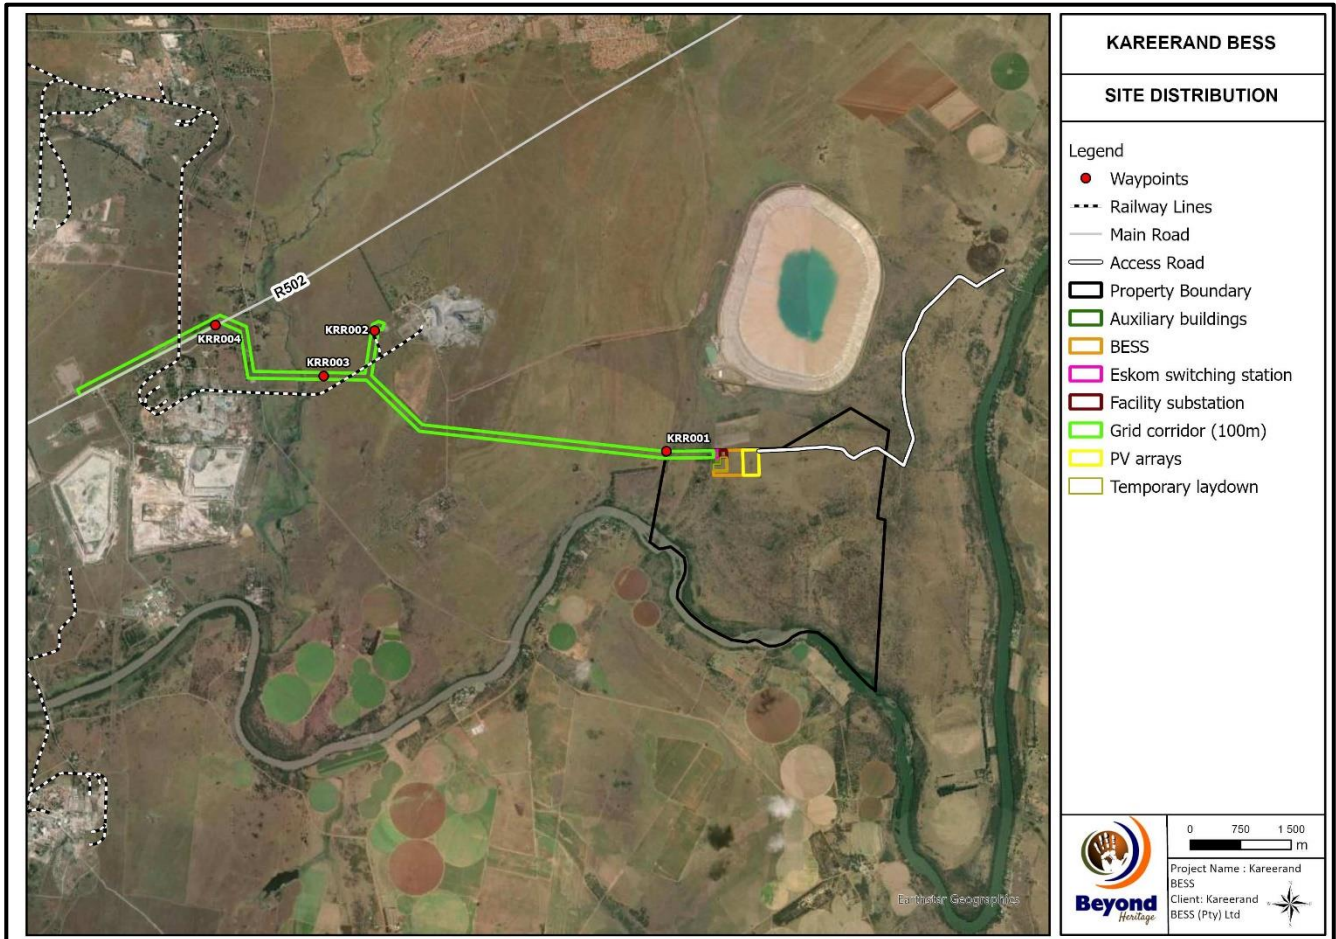 KAREERAND BESS
SITE DISTRIBUTION
Legend
Waypoints
Railway Lines
Main Road
Access Road
Property Boundary
Auxiliary buildings
BESS
Eskom switching station
Facility substation
Grid corridor (100m)
PV arrays
Temporary laydown
R502
KRR004
KRR002
KRR003
KRR001
Earthstar Geographics
Beyond
Heritage
0 750 1 500
m
Project Name : Kareerand
BESS
Client: Kareerand
BESS (Pty) Ltd